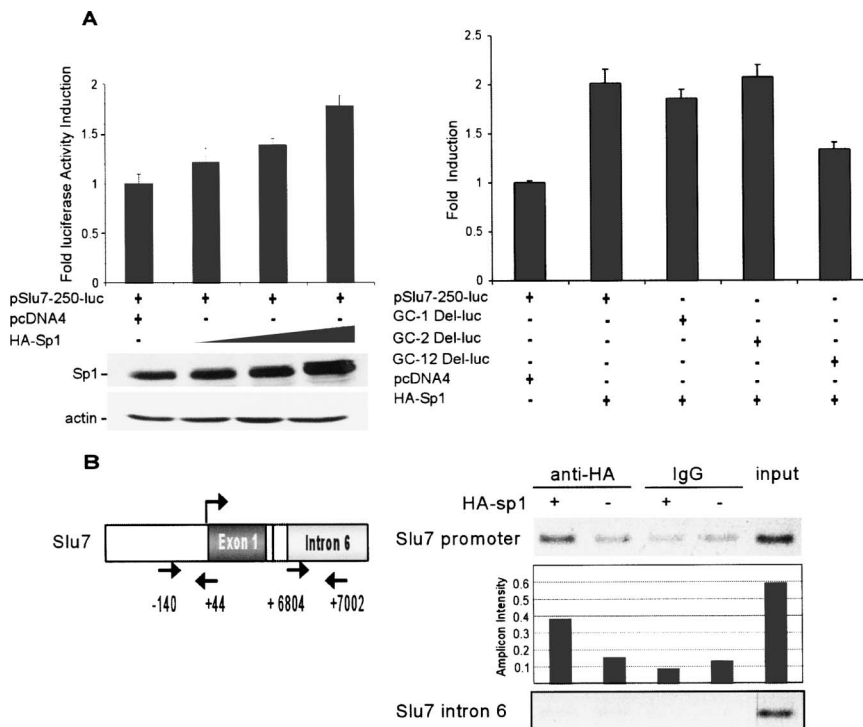 A
Fold luciferase Activity Induction
2
1.5
1
0.5
0
pSlu7-250-luc + + + +
pcDNA4 + - - -
HA-Sp1 -
Sp1
actin
Fold Induction
2.5
2
1.5
1
0.5
0
pSlu7-250-luc + + - - -
GC-1 Del-luc - - + - -
GC-2 Del-luc - - - + -
GC-12 Del-luc - - - - +
pcDNA4 + - - - -
HA-Sp1 - + + + +
B
Slu7
Exon 1
Intron 6
-140 +44 + 6804 +7002
anti-HA IgG input
HA-sp1 + - + -
Slu7 promoter
Amplicon Intensity
0.6
0.5
0.4
0.3
0.2
0.1
Slu7 intron 6